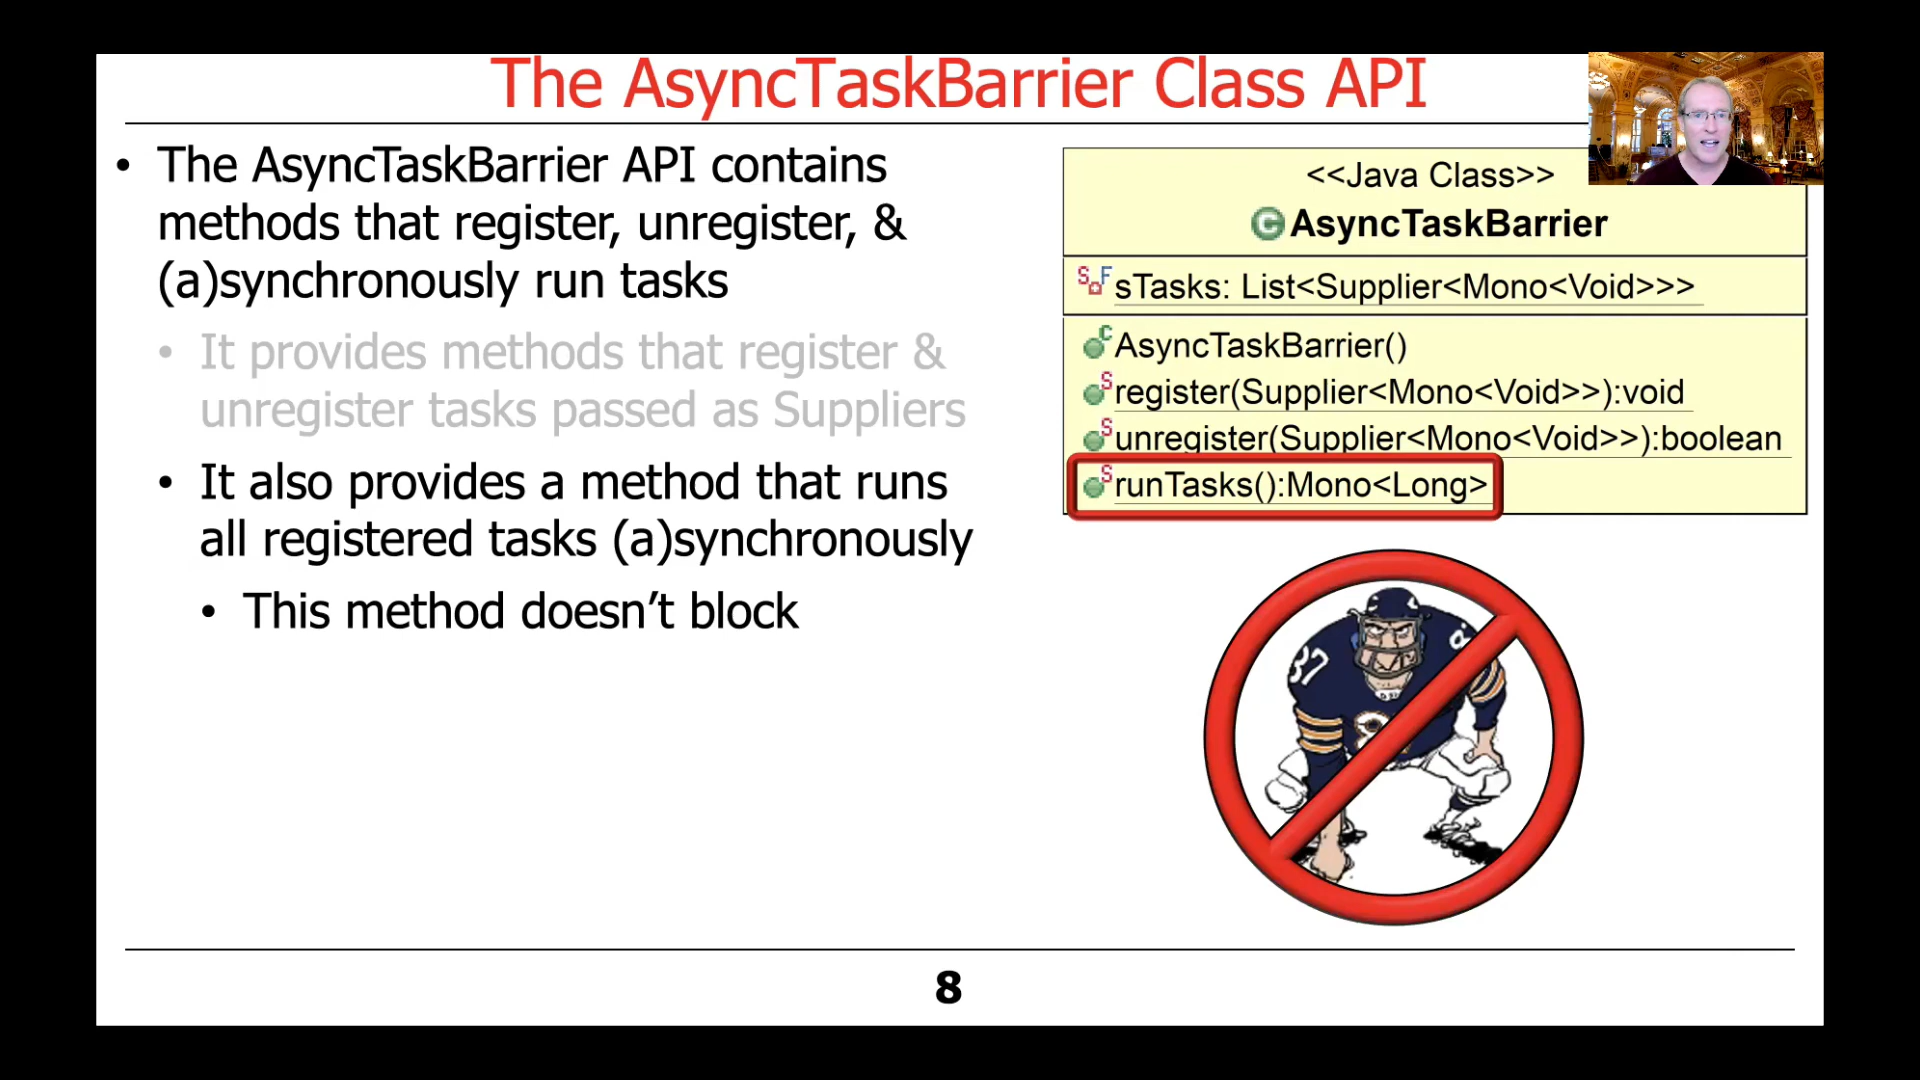 The AsyncTaskBarrier Class API
• The AsyncTaskBarrier API contains
methods that register, unregister, &
(a)synchronously run tasks
• It provides methods that register &
unregister tasks passed as Suppliers
• It also provides a method that runs
all registered tasks (a)synchronously
• This method doesn't block
<<Java Class>>
C AsyncTaskBarrier
S F sTasks: List<Supplier<Mono<Void>>>
C AsyncTaskBarrier()
S register(Supplier<Mono<Void>>):void
S unregister(Supplier<Mono<Void>>):boolean
S runTasks():Mono<Long>
37
8